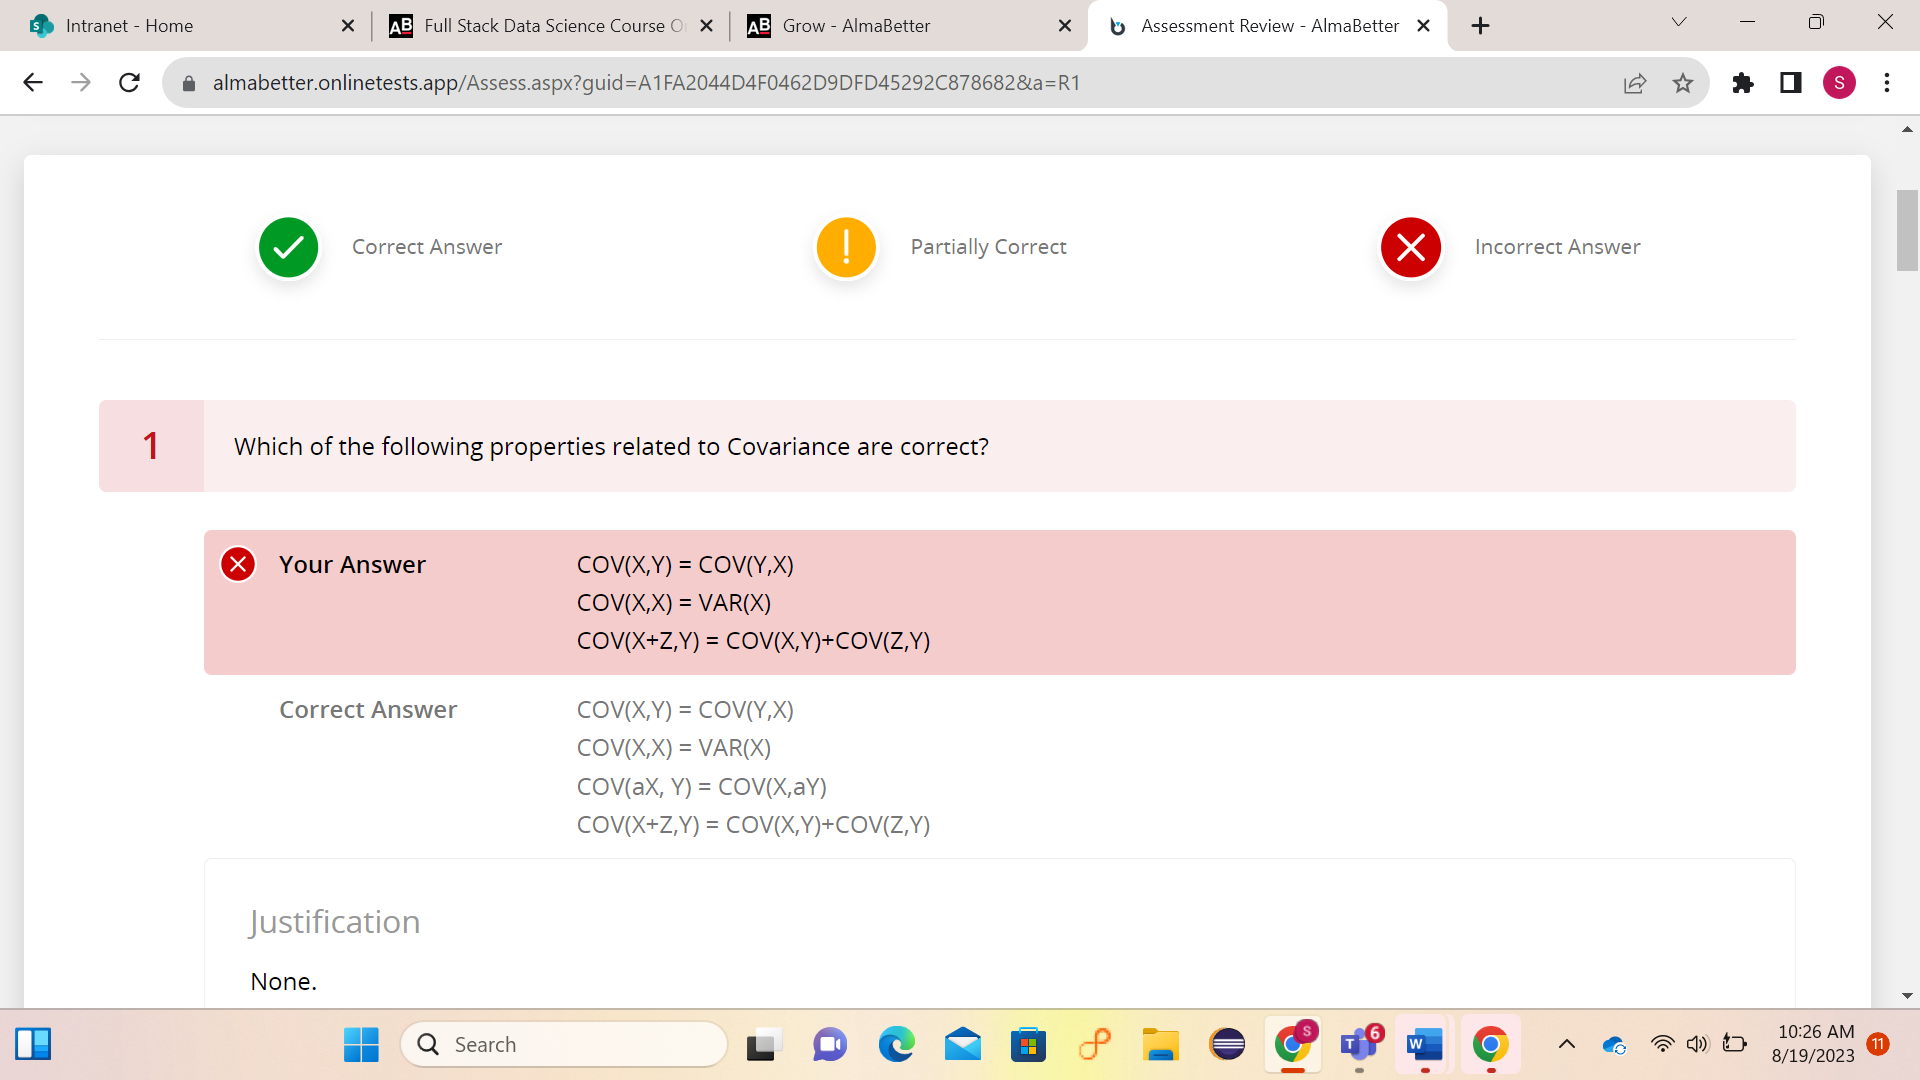 Intranet - Home
Full Stack Data Science Course O
Grow - AlmaBetter
Assessment Review - AlmaBetter
almabetter.onlinetests.app/Assess.aspx?guid=A1FA2044D4F0462D9DFD45292C878682&a=R1
S
Correct Answer
Partially Correct
Incorrect Answer
1
Which of the following properties related to Covariance are correct?
Your Answer
COV(X,Y) = COV(Y,X)
COV(X,X) = VAR(X)
COV(X+Z,Y) = COV(X,Y)+COV(Z,Y)
Correct Answer
COV(X,Y) = COV(Y,X)
COV(X,X) = VAR(X)
COV(aX, Y) = COV(X,aY)
COV(X+Z,Y) = COV(X,Y)+COV(Z,Y)
Justification
None.
Search
S
T
6
W
10:26 AM
8/19/2023
11